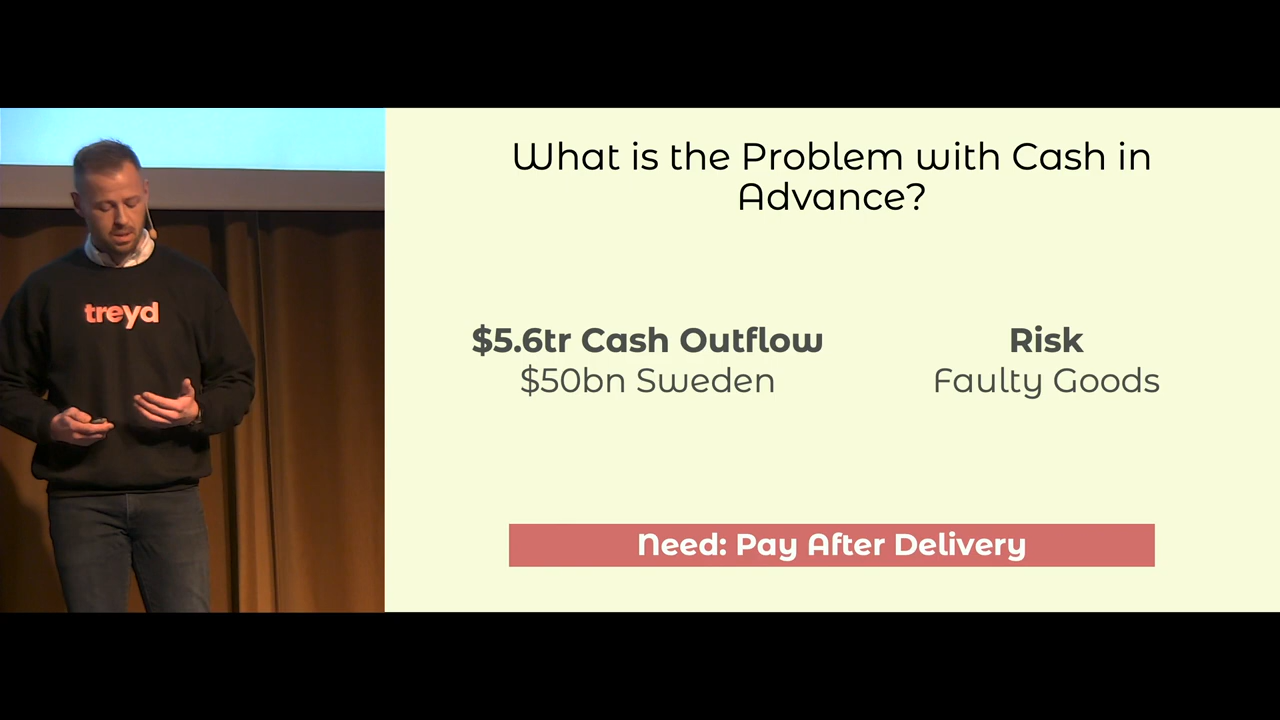 treyd
What is the Problem with Cash in
Advance?
$5.6tr Cash Outflow
$50bn Sweden
Risk
Faulty Goods
Need: Pay After Delivery